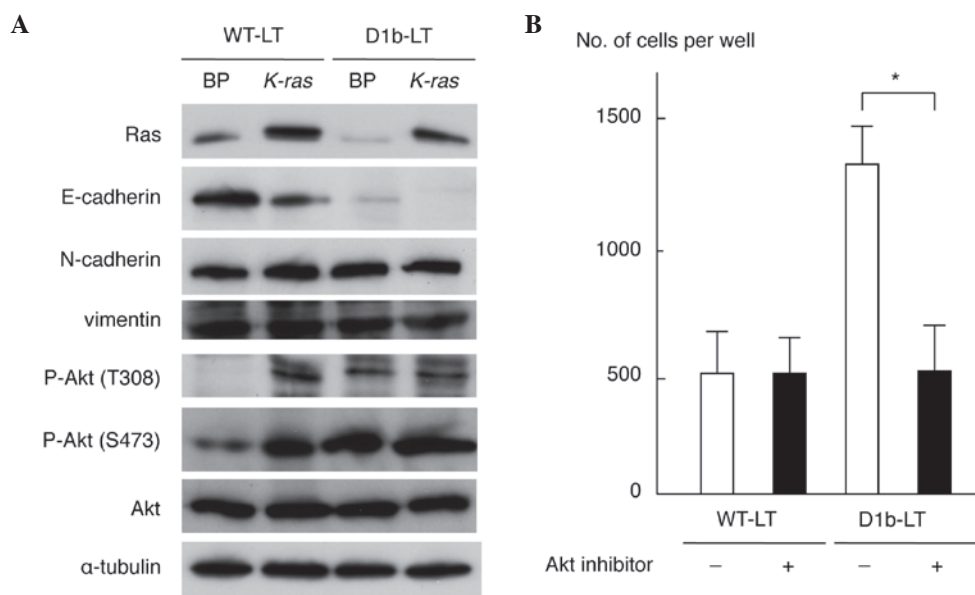 A
WT-LT D1b-LT
BP K-ras BP K-ras
Ras
E-cadherin
N-cadherin
vimentin
P-Akt (T308)
P-Akt (S473)
Akt
α-tubulin
B
No. of cells per well
*
1500
1000
500
0
WT-LT D1b-LT
Akt inhibitor − + − +